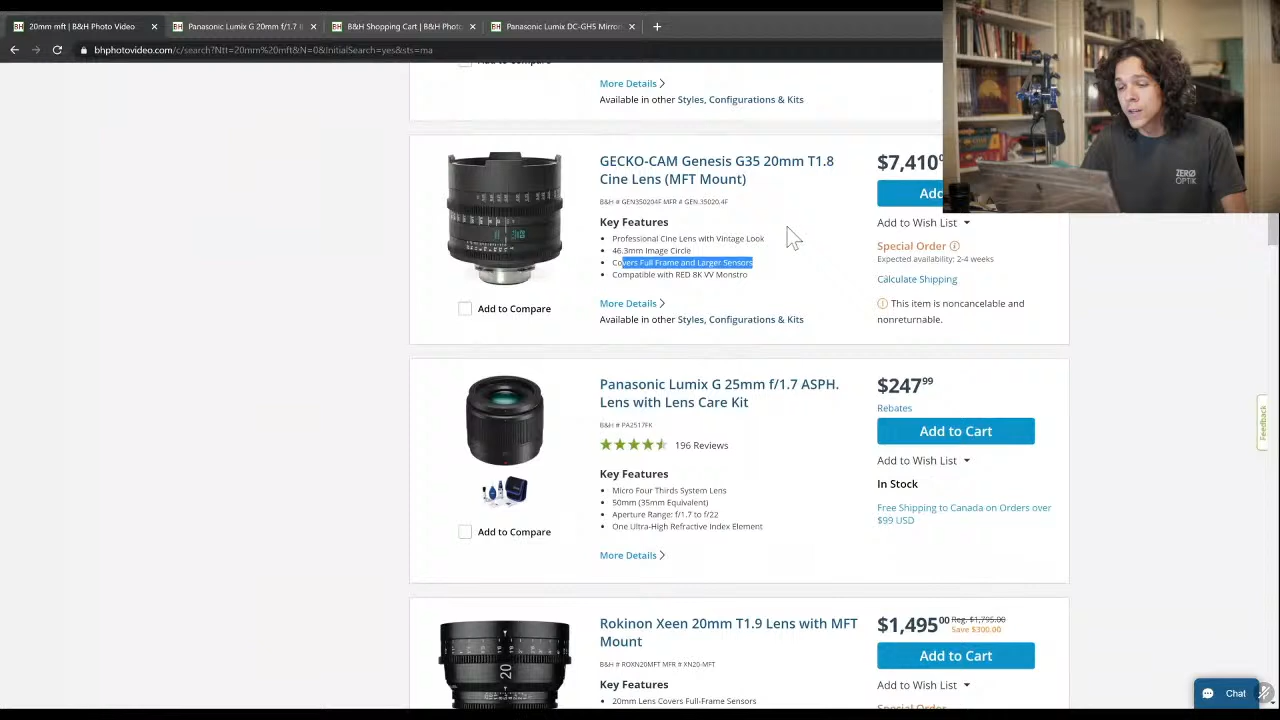 20mm mft | B&H Photo Video
Panasonic Lumix G 20mm f/1.7 II
B&H Shopping Cart | B&H Photo
Panasonic Lumix DC-GH5 Mirror
bhphotovideo.com/c/search?Ntt=20mm%20mft&N=0&InitialSearch=yes&sts=ma
Add to Compare
More Details
Available in other Styles, Configurations & Kits
GECKO-CAM Genesis G35 20mm T1.8
Cine Lens (MFT Mount)
B&H # GEN350204F MFR # GEN.35020.4F
Key Features
Professional Cine Lens with Vintage Look
46.3mm Image Circle
Covers Full Frame and Larger Sensors
Compatible with RED 8K VV Monstro
More Details
Available in other Styles, Configurations & Kits
Add to Compare
$7,410
Add
Add to Wish List
Special Order
Expected availability: 2-4 weeks
Calculate Shipping
This item is noncancelable and
nonreturnable.
ZERØ
OPTIK
Panasonic Lumix G 25mm f/1.7 ASPH.
Lens with Lens Care Kit
B&H # PA2517FK
196 Reviews
Key Features
Micro Four Thirds System Lens
50mm (35mm Equivalent)
Aperture Range: f/1.7 to f/22
One Ultra-High Refractive Index Element
More Details
Add to Compare
$247 99
Rebates
Add to Cart
Add to Wish List
In Stock
Free Shipping to Canada on Orders over
$99 USD
Feedback
Rokinon Xeen 20mm T1.9 Lens with MFT
Mount
B&H # ROXN20MFT MFR # XN20-MFT
Key Features
20mm Lens Covers Full-Frame Sensors
20
$1,495 00 Reg. $1,795.00
Save $300.00
Add to Cart
Add to Wish List
Special Order
Chat